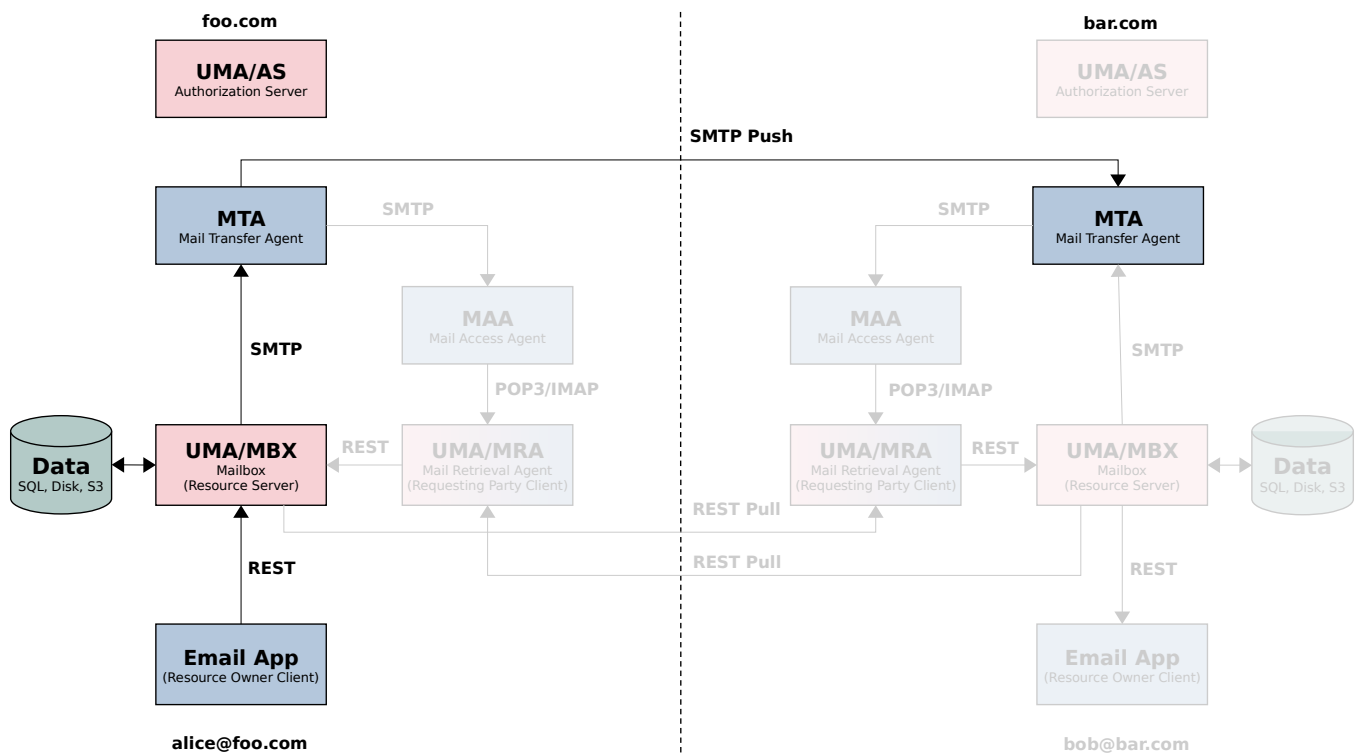 foo.com
bar.com
UMA/AS
Authorization Server
UMA/AS
Authorization Server
SMTP Push
MTA
Mail Transfer Agent
SMTP
SMTP
MTA
Mail Transfer Agent
MAA
Mail Access Agent
MAA
Mail Access Agent
SMTP
SMTP
POP3/IMAP
POP3/IMAP
Data
SQL, Disk, S3
UMA/MBX
Mailbox
(Resource Server)
REST
UMA/MRA
Mail Retrieval Agent
(Requesting Party Client)
UMA/MRA
Mail Retrieval Agent
(Requesting Party Client)
REST
UMA/MBX
Mailbox
(Resource Server)
Data
SQL, Disk, S3
REST Pull
REST Pull
REST
REST
Email App
(Resource Owner Client)
Email App
(Resource Owner Client)
alice@foo.com
bob@bar.com